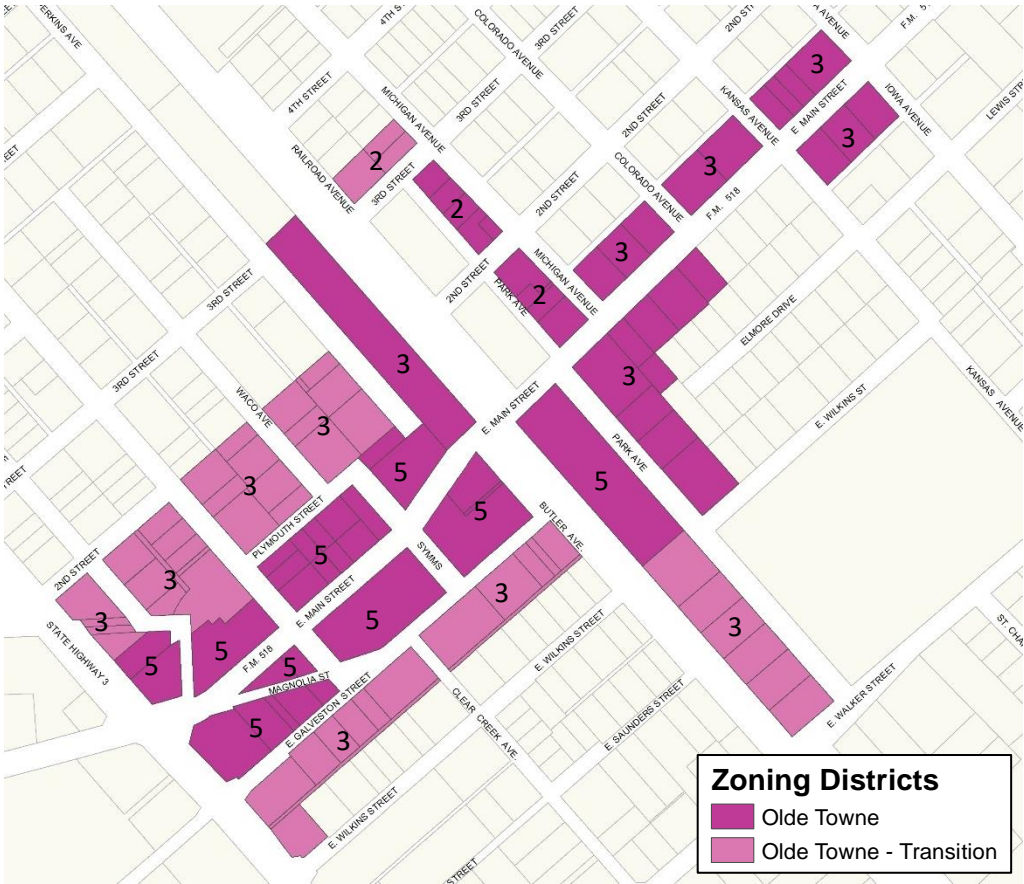 ERKINS AVE
4TH STREET
COLORADO AVENUE
3RD STREET
2ND STREET
A AVENUE
F.M. 5
3
KANSAS AVENUE
E. MAIN STREET
IOWA AVENUE
LEWIS STR
4TH STREET
MICHIGAN AVENUE
3RD STREET
2ND STREET
3
2
RAILROAD AVENUE
3RD STREET
3
COLORADO AVENUE
F.M. 518
2
2ND STREET
3
2ND STREET
MICHIGAN AVENUE
PARK AVE
2
3RD STREET
ELMORE DRIVE
3RD STREET
3
3
KANSAS AVENUE
WACO AVE
E. MAIN STREET
E. WILKINS ST
3
PARK AVE
5
5
3
5
BUTLER AVE.
PLYMOUTH STREET
5
SYMMS
2ND STREET
3
E. MAIN STREET
3
5
3
STATE HIGHWAY 3
3
E. WILKINS STREET
ST. CHA
5
5
F.M. 518
5
MAGNOLIA ST
E. GALVESTON STREET
5
3
CLEAR CREEK AVE.
E. SAUNDERS STREET
E. WALKER STREET
E. WILKINS STREET
STREET
Zoning Districts
Olde Towne
Olde Towne - Transition